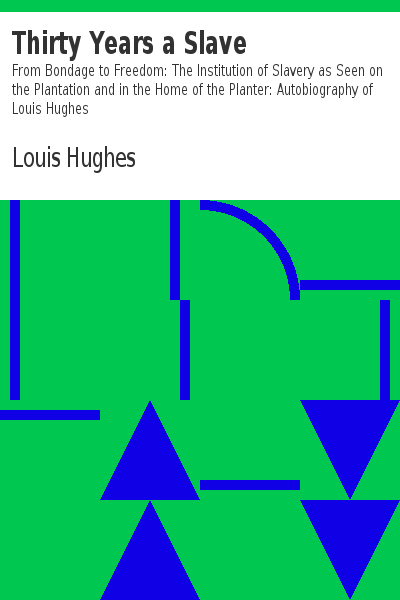 Thirty Years a Slave
From Bondage to Freedom: The Institution of Slavery as Seen on
the Plantation and in the Home of the Planter: Autobiography of
Louis Hughes
Louis Hughes